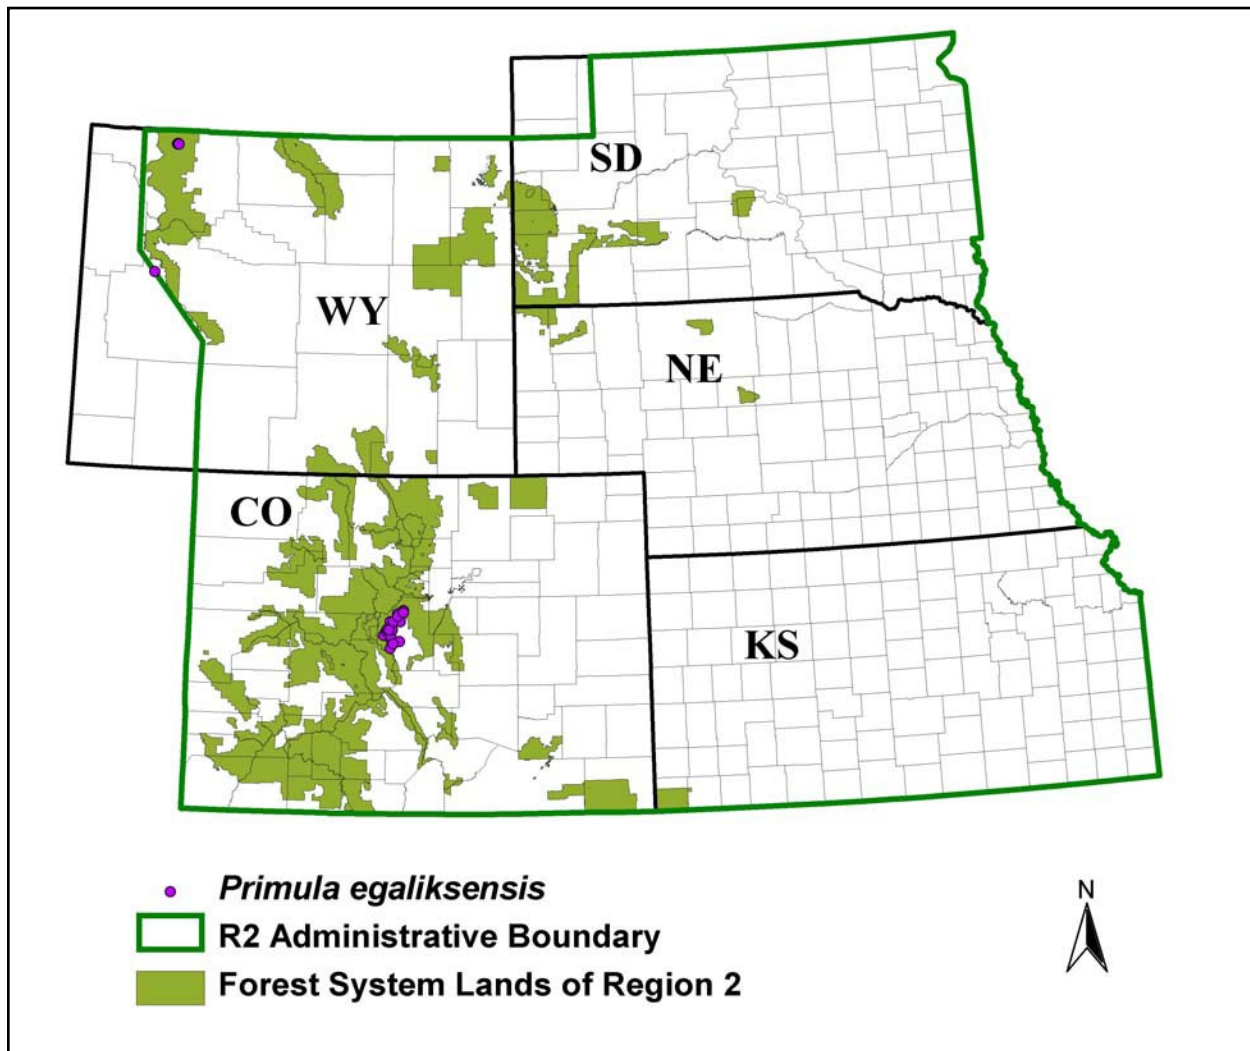 SD
WY
NE
CO
KS
Primula egaliksensis
R2 Administrative Boundary
Forest System Lands of Region 2
N